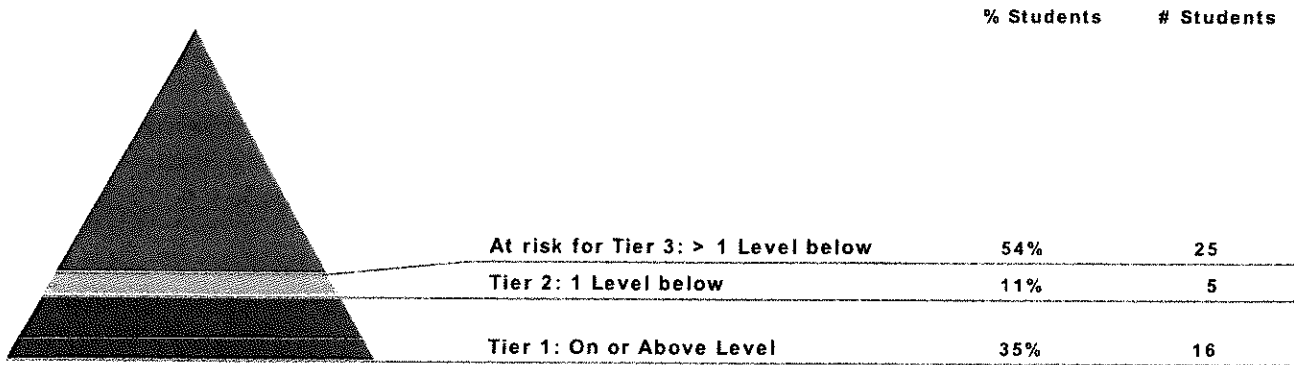 % Students # Students
At risk for Tier 3: > 1 Level below 54% 25
Tier 2: 1 Level below 11% 5
Tier 1: On or Above Level 35% 16